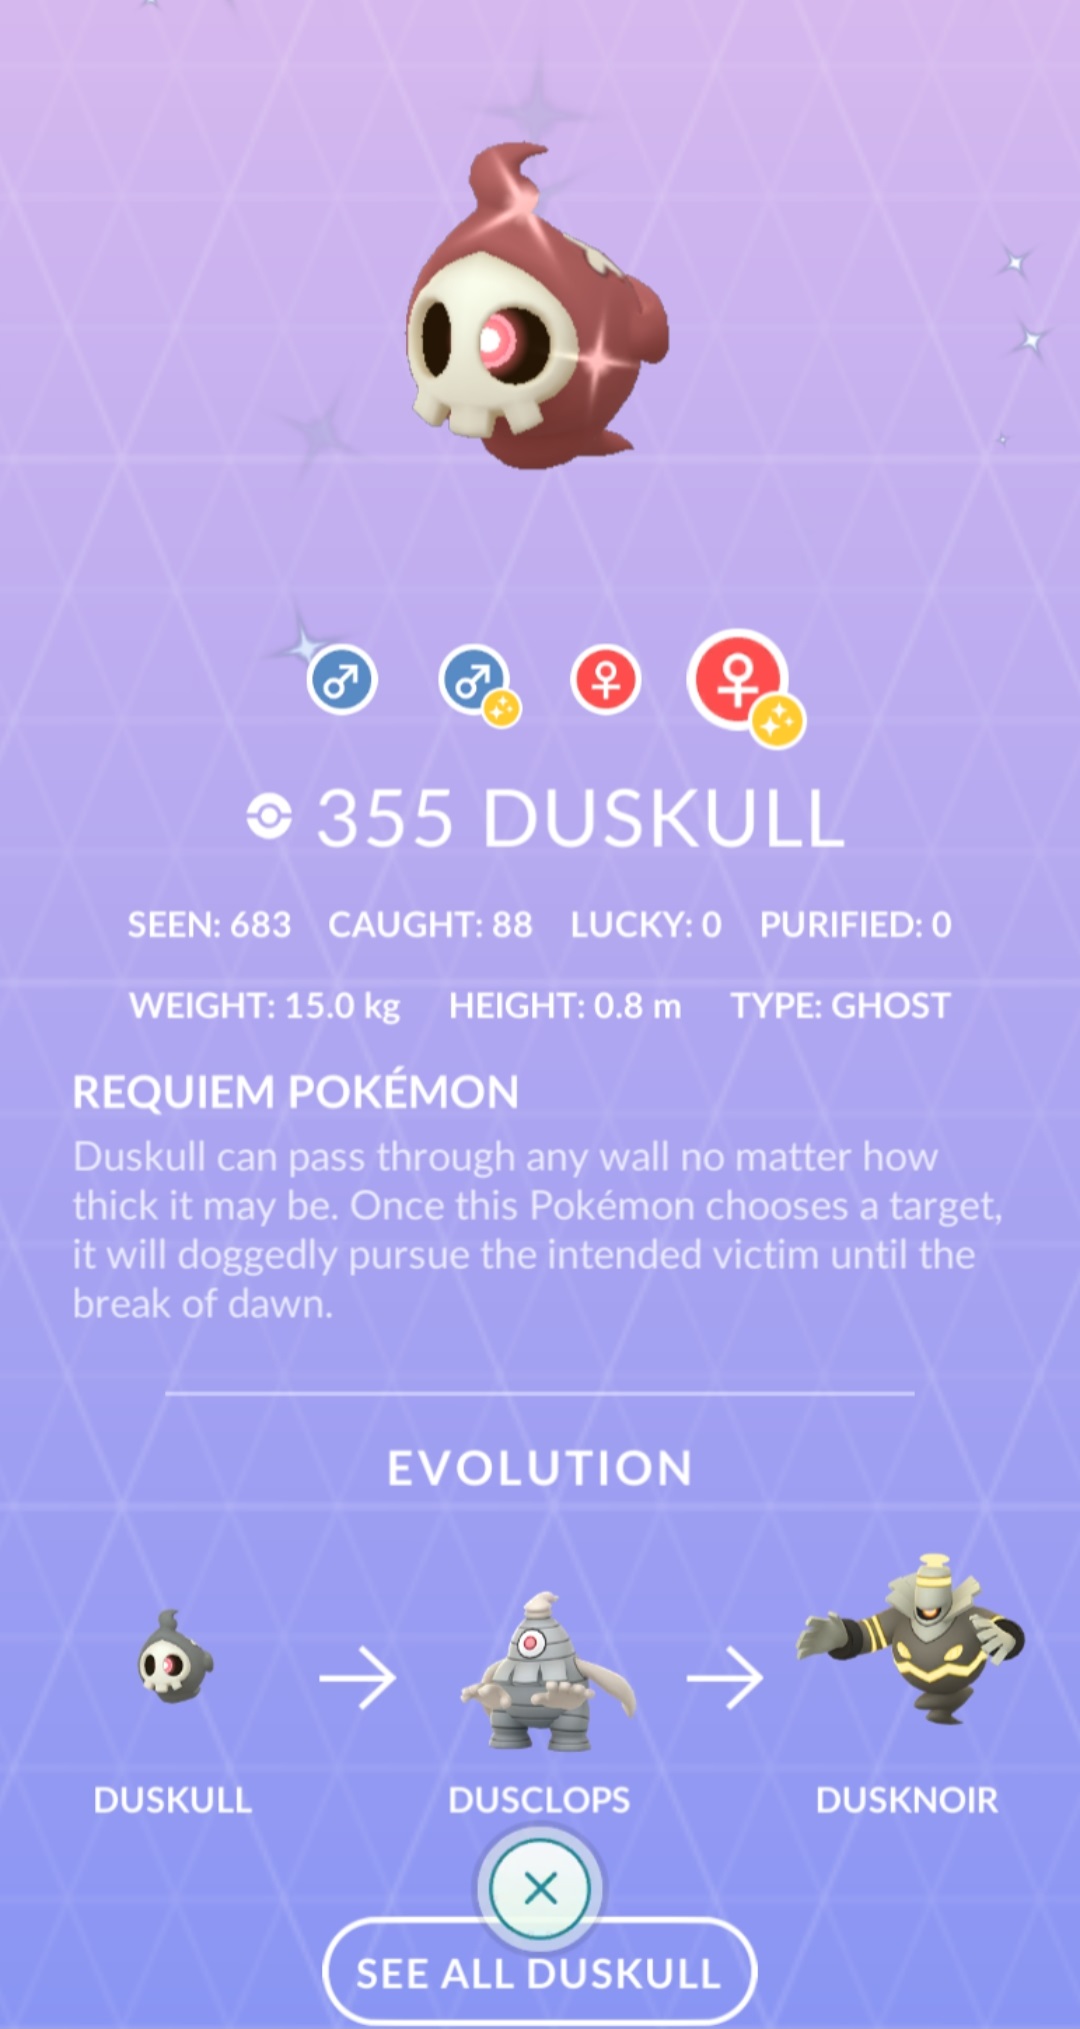 355 DUSKULL
SEEN: 683 CAUGHT: 88 LUCKY: 0 PURIFIED: 0
WEIGHT: 15.0 kg HEIGHT: 0.8 m TYPE: GHOST
REQUIEM POKÉMON
Duskull can pass through any wall no matter how
thick it may be. Once this Pokémon chooses a target,
it will doggedly pursue the intended victim until the
break of dawn.
EVOLUTION
DUSKULL DUSCLOPS DUSKNOIR
SEE ALL DUSKULL